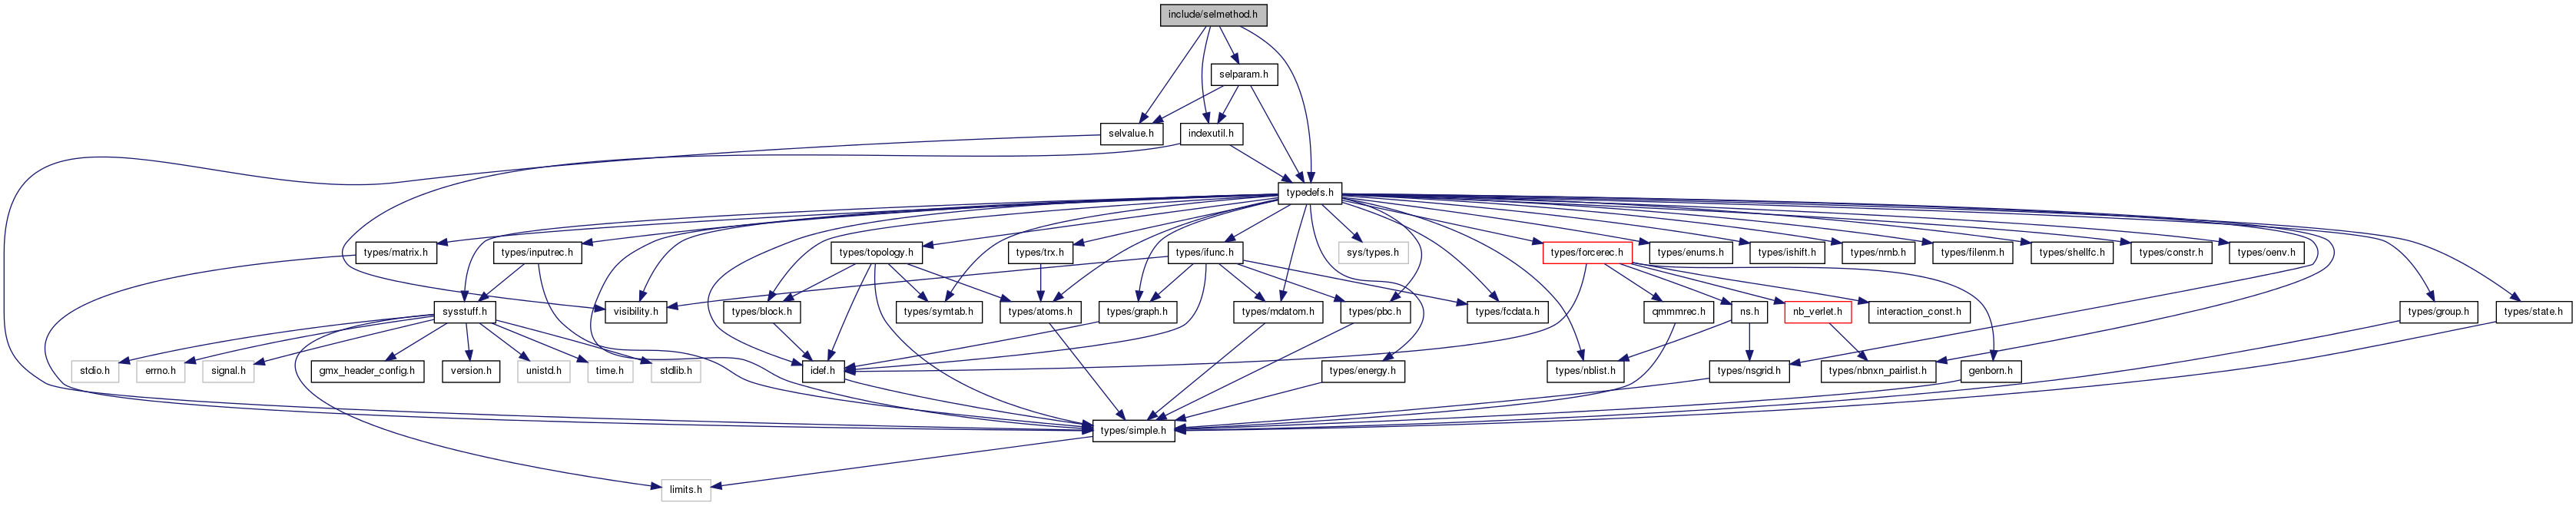 include/selmethod.h
selparam.h
selvalue.h
indexutil.h
typedefs.h
types/matrix.h
types/inputrec.h
types/topology.h
types/trx.h
types/ifunc.h
sys/types.h
types/forcerec.h
types/enums.h
types/ishift.h
types/nrnb.h
types/filenm.h
types/shellfc.h
types/constr.h
types/oenv.h
sysstuff.h
visibility.h
types/block.h
types/symtab.h
types/atoms.h
types/graph.h
types/mdatom.h
types/pbc.h
types/fcdata.h
qmmmrec.h
ns.h
nb_verlet.h
interaction_const.h
types/group.h
types/state.h
stdio.h
errno.h
signal.h
gmx_header_config.h
version.h
unistd.h
time.h
stdlib.h
idef.h
types/energy.h
types/nblist.h
types/nsgrid.h
types/nbnxn_pairlist.h
genborn.h
types/simple.h
limits.h